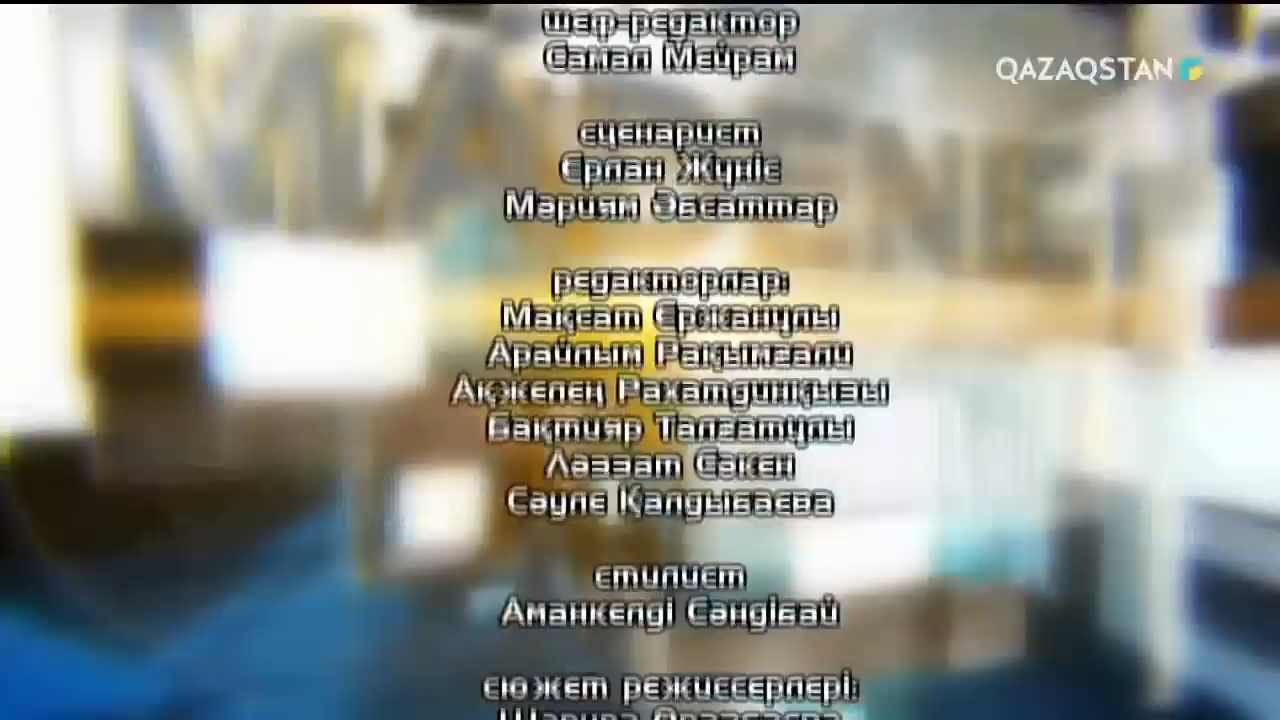 шеф-редактор
Самал Мейрам
QAZAQSTAN
сценарист
Ерлан Жүніс
Мариям Әбсаттар
редакторлар:
Мақсат Ержанұлы
Арайлым Рақымғали
Ақжелең Рахатдинқызы
Бақтияр Талғатұлы
Ләззат Сәкен
Сәуле Қалдыбаева
стилист
Аманкелді Сәндібай
сюжет режиссерлері: